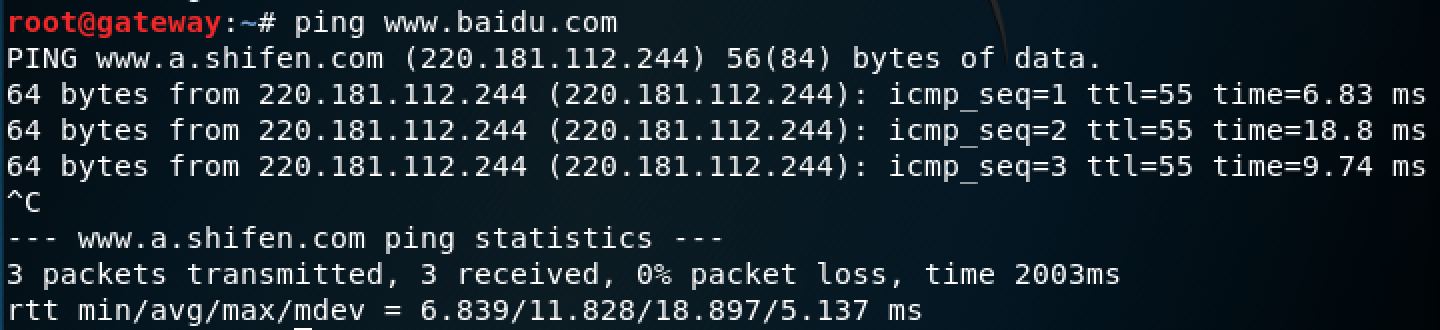 root@gateway:~# ping www.baidu.com
PING www.a.shifen.com (220.181.112.244) 56(84) bytes of data.
64 bytes from 220.181.112.244 (220.181.112.244): icmp_seq=1 ttl=55 time=6.83 ms
64 bytes from 220.181.112.244 (220.181.112.244): icmp_seq=2 ttl=55 time=18.8 ms
64 bytes from 220.181.112.244 (220.181.112.244): icmp_seq=3 ttl=55 time=9.74 ms
^C
--- www.a.shifen.com ping statistics ---
3 packets transmitted, 3 received, 0% packet loss, time 2003ms
rtt min/avg/max/mdev = 6.839/11.828/18.897/5.137 ms